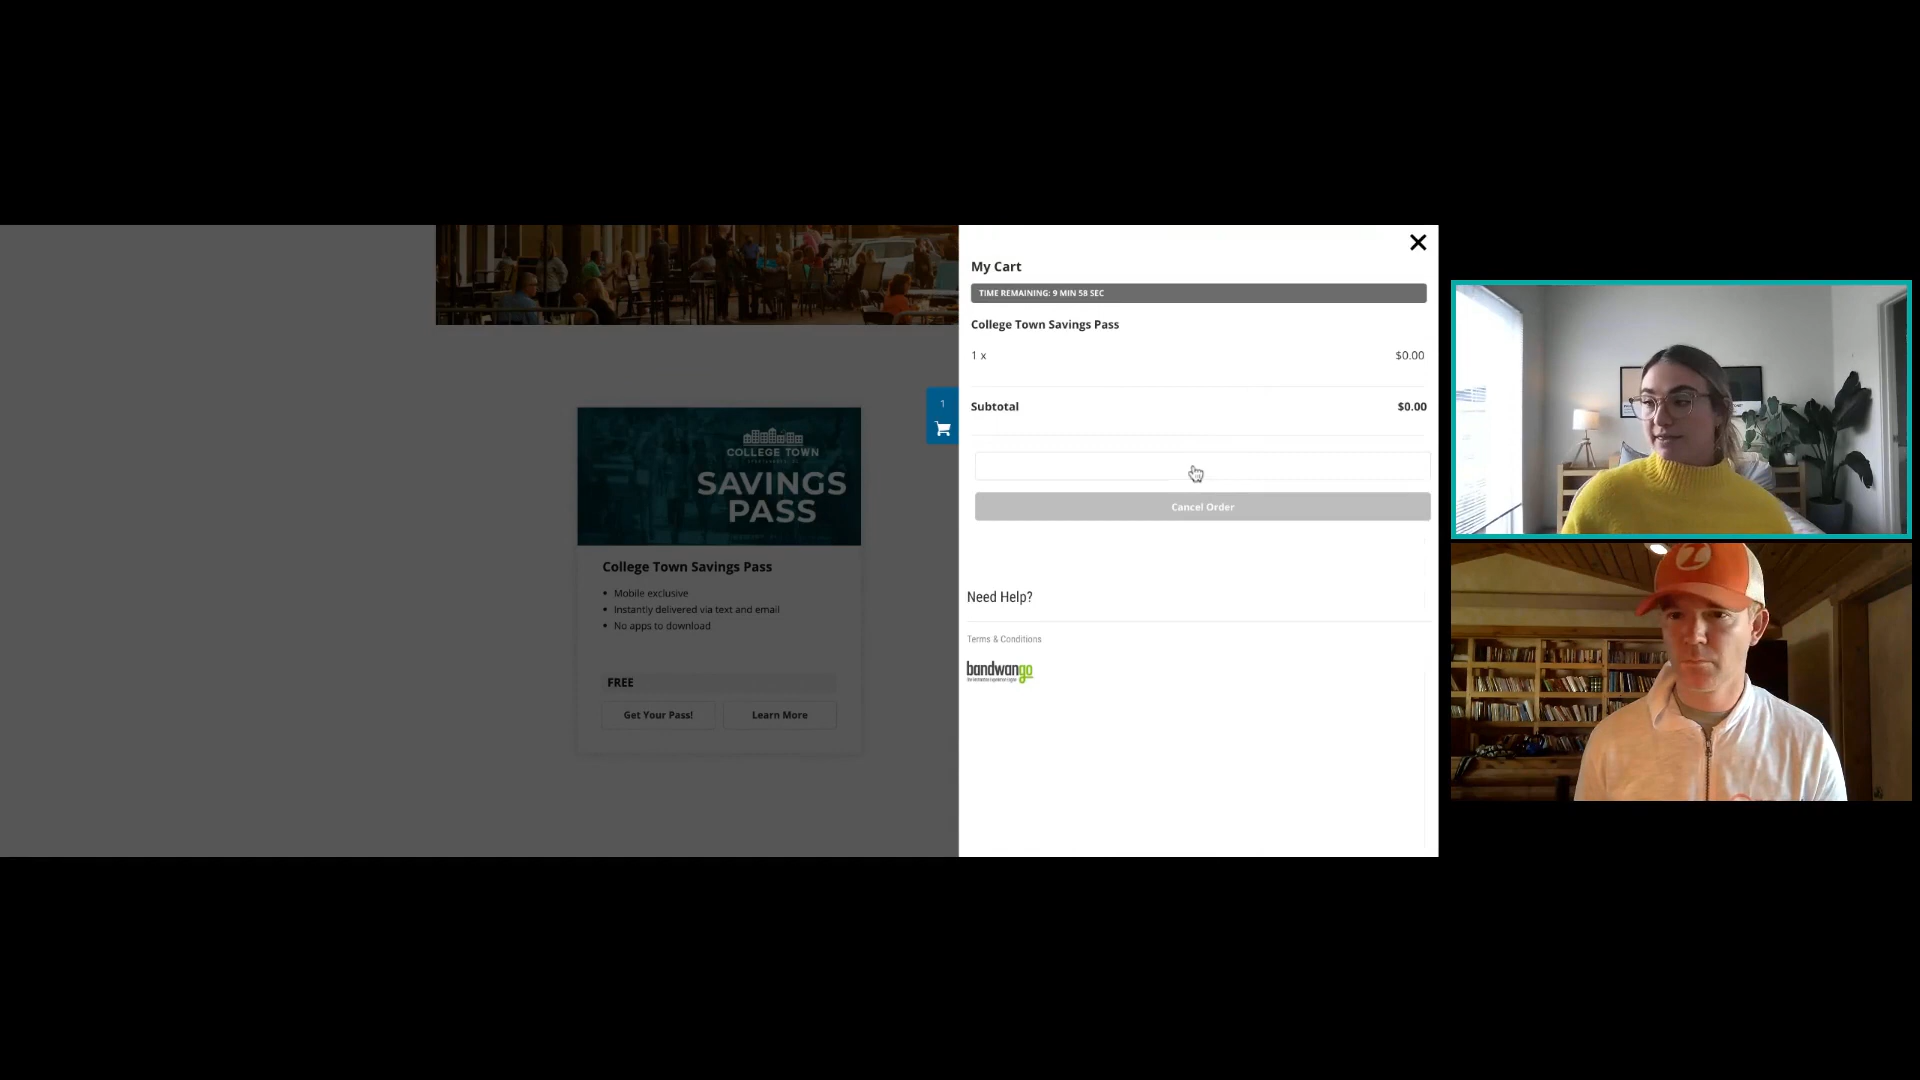 My Cart
TIME REMAINING: 9 MIN 58 SEC
College Town Savings Pass
1 x $0.00
Subtotal $0.00
Cancel Order
Need Help?
Terms & Conditions
bandwango
1
COLLEGE TOWN
SAVINGS
PASS
College Town Savings Pass
• Mobile exclusive
• Instantly delivered via text and email
• No apps to download
FREE
Get Your Pass! Learn More